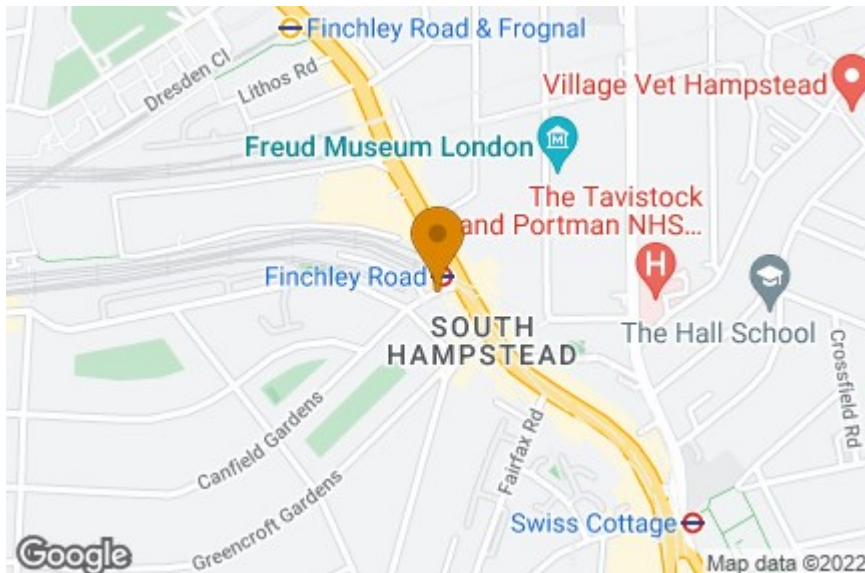 Finchley Road & Frognal
Dresden Cl
Lithos Rd
Village Vet Hampstead
Freud Museum London
The Tavistock
and Portman NHS...
Finchley Road
SOUTH
HAMPSTEAD
The Hall School
Crossfield Rd
Canfield Gardens
Fairfax Rd
Greencroft Gardens
Swiss Cottage
Google
Map data ©2022
H
M